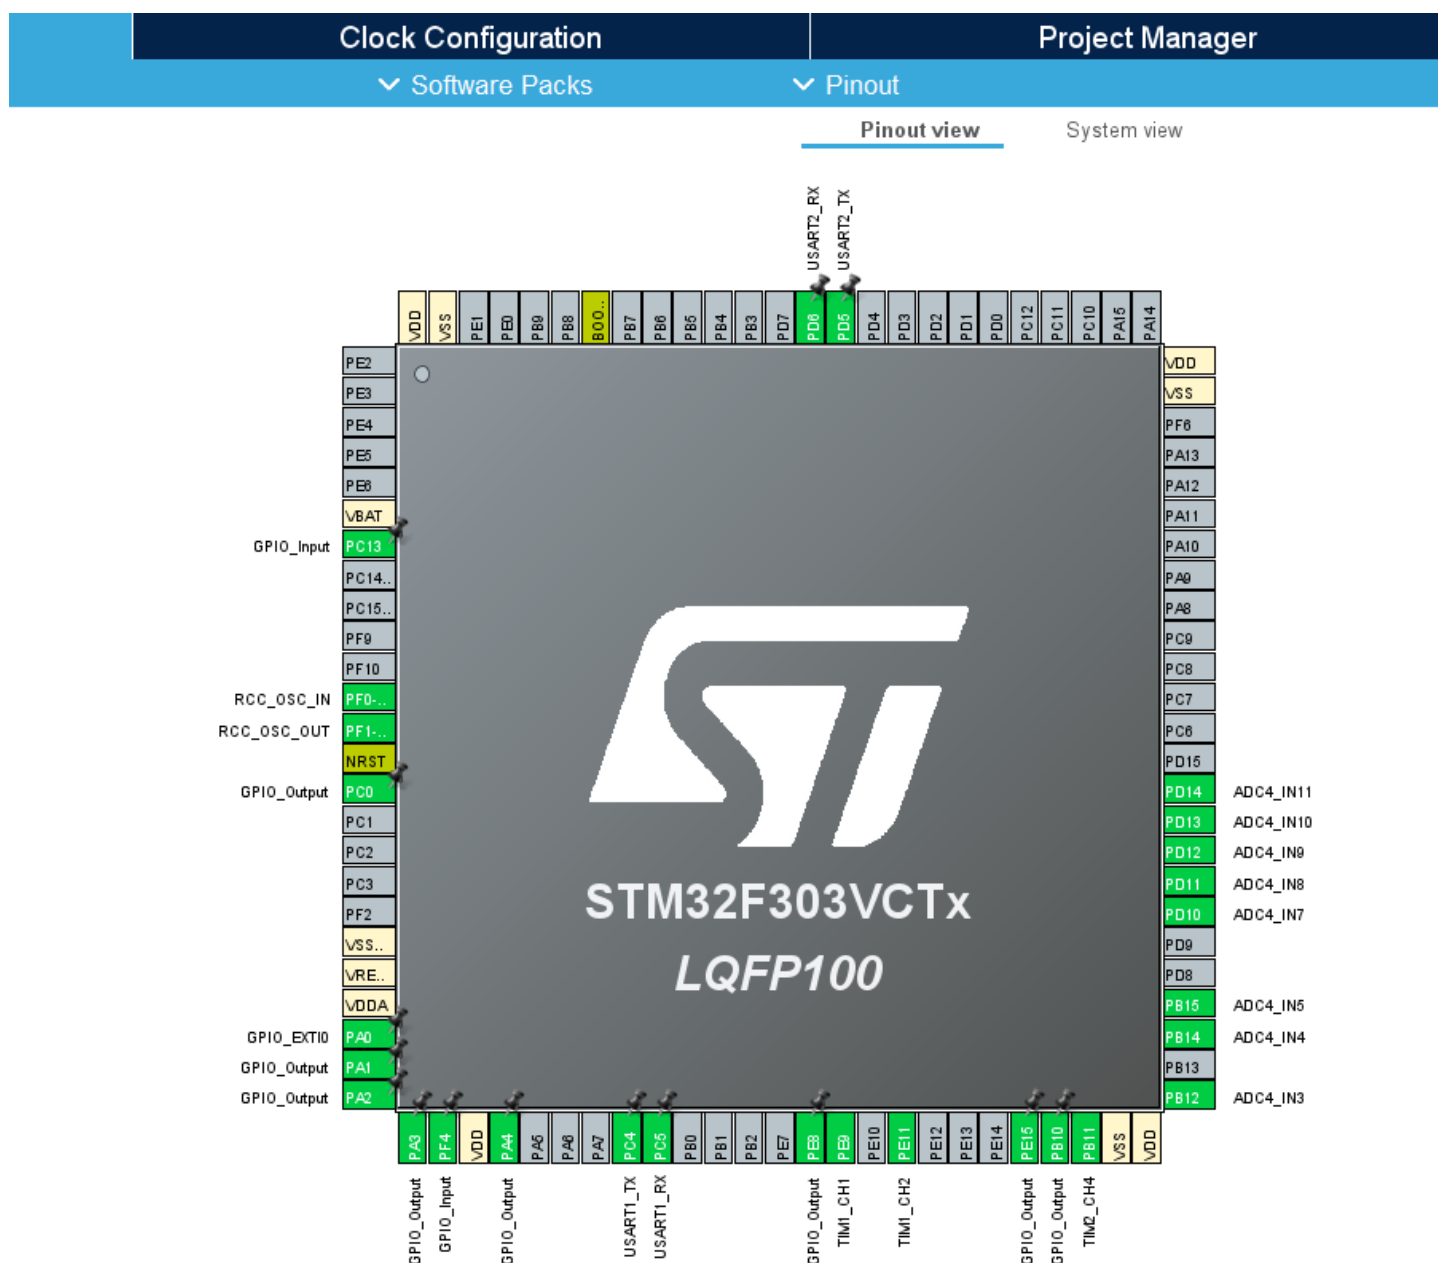 Clock Configuration
Project Manager
Software Packs
Pinout
Pinout view
System view
USART2_RX
USART2_TX
VDD
VSS
PE1
PE0
PB9
PB8
BOO..
PB7
PB6
PB5
PB4
PB3
PD7
PD6
PD5
PD4
PD3
PD2
PD1
PD0
PC12
PC11
PC10
PA15
PA14
PE2
PE3
PE4
PE5
PE6
VBAT
GPIO_Input PC13
PC14..
PC15..
PF9
PF10
RCC_OSC_IN PF0-..
RCC_OSC_OUT PF1-..
NRST
GPIO_Output PC0
PC1
PC2
PC3
PF2
VSS..
VRE..
VDDA
GPIO_EXTI0 PA0
GPIO_Output PA1
GPIO_Output PA2
ST
STM32F303VCTx
LQFP100
VDD
VSS
PF6
PA13
PA12
PA11
PA10
PA9
PA8
PC9
PC8
PC7
PC6
PD15
PD14 ADC4_IN11
PD13 ADC4_IN10
PD12 ADC4_IN9
PD11 ADC4_IN8
PD10 ADC4_IN7
PD9
PD8
PB15 ADC4_IN5
PB14 ADC4_IN4
PB13
PB12 ADC4_IN3
PA3
PF4
VDD
PA4
PA5
PA6
PA7
PC4
PC5
PB0
PB1
PB2
PE7
PE8
PE9
PE10
PE11
PE12
PE13
PE14
PE15
PB10
PB11
VSS
VDD
GPIO_Output
GPIO_Input
GPIO_Output
USART1_TX
USART1_RX
GPIO_Output
TIM1_CH1
TIM1_CH2
GPIO_Output
GPIO_Output
TIM2_CH4